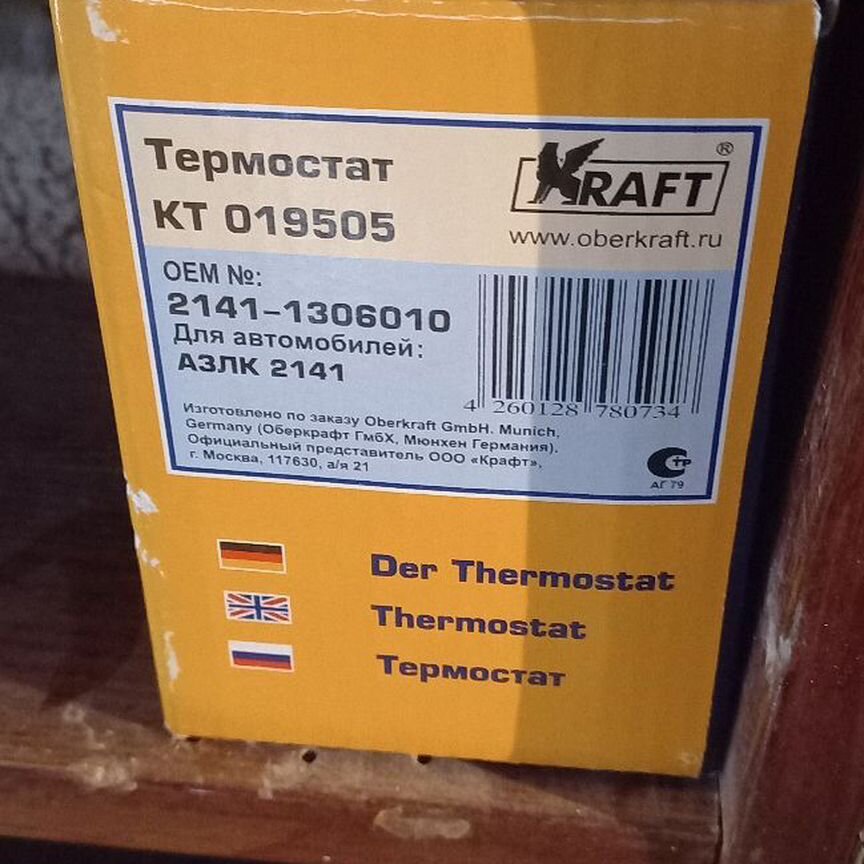 Термостат
KRAFT®
КТ 019505
www.oberkraft.ru
OEM №:
2141-1306010
Для автомобилей:
АЗЛК 2141
4 260128 780734
Изготовлено по заказу Oberkraft GmbH. Munich,
Germany (Оберкрафт ГмбХ, Мюнхен Германия).
Официальный представитель ООО «Крафт»,
г. Москва, 117630, а/я 21
СТР
АГ 79
Der Thermostat
Thermostat
Термостат